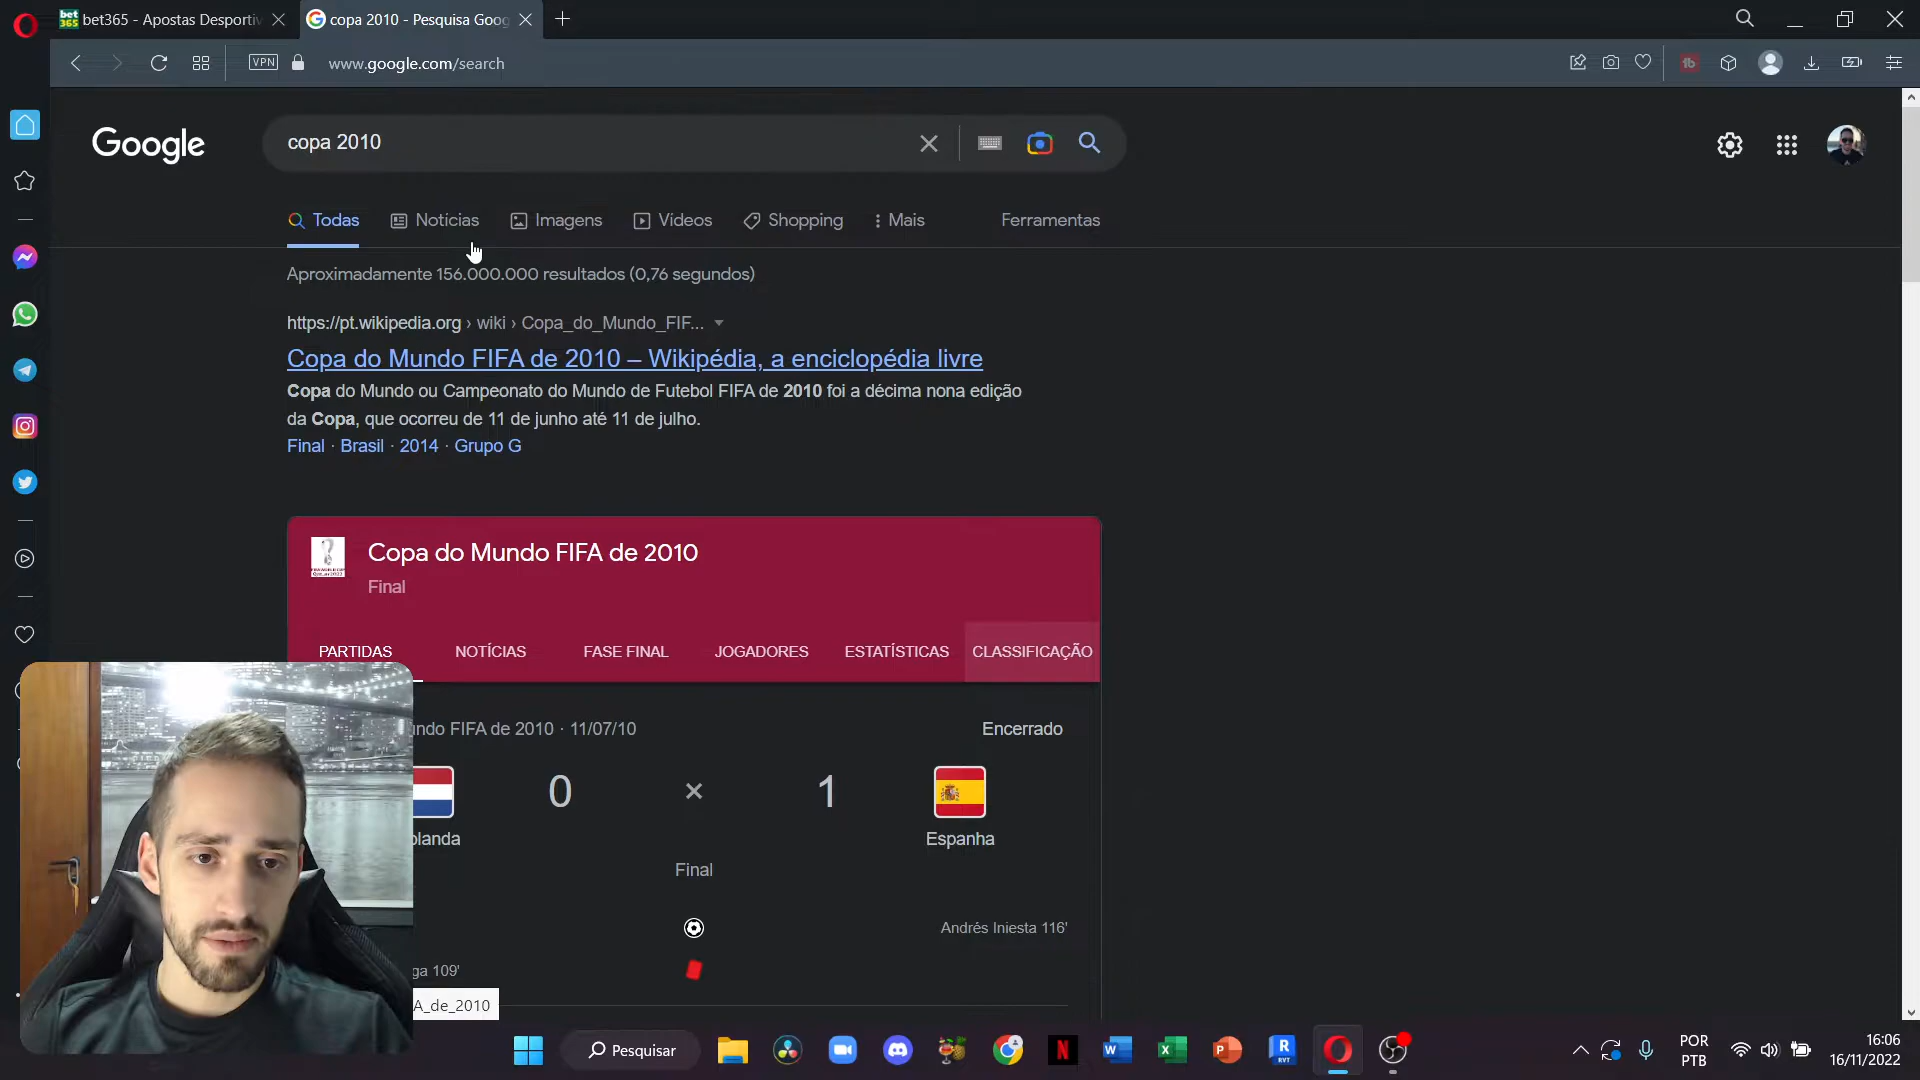 bet365 - Apostas Desportiv
copa 2010 - Pesquisa Goog
VPN
www.google.com/search
Google
copa 2010
Todas
Notícias
Imagens
Vídeos
Shopping
Mais
Ferramentas
Aproximadamente 156.000.000 resultados (0,76 segundos)
https://pt.wikipedia.org › wiki › Copa_do_Mundo_FIF...
Copa do Mundo FIFA de 2010 – Wikipédia, a enciclopédia livre
Copa do Mundo ou Campeonato do Mundo de Futebol FIFA de 2010 foi a décima nona edição
da Copa, que ocorreu de 11 de junho até 11 de julho.
Final · Brasil · 2014 · Grupo G
Copa do Mundo FIFA de 2010
Final
PARTIDAS
NOTÍCIAS
FASE FINAL
JOGADORES
ESTATÍSTICAS
CLASSIFICAÇÃO
ndo FIFA de 2010 · 11/07/10
Encerrado
0
×
1
landa
Espanha
Final
Andrés Iniesta 116'
ga 109'
A_de_2010
Pesquisar
POR
PTB
16:06
16/11/2022